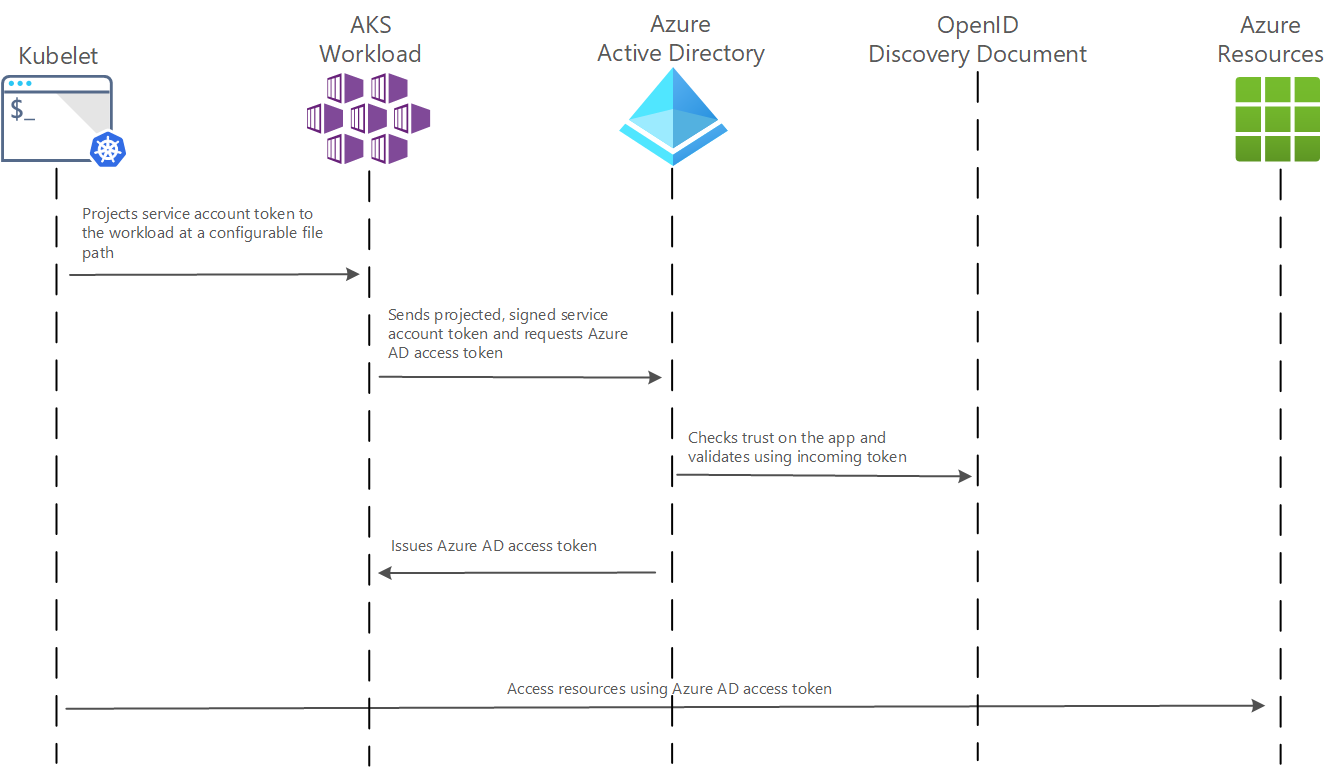 Kubelet
AKS
Workload
Azure
Active Directory
OpenID
Discovery Document
Azure
Resources
$_
Projects service account token to
the workload at a configurable file
path
Sends projected, signed service
account token and requests Azure
AD access token
Checks trust on the app and
validates using incoming token
Issues Azure AD access token
Access resources using Azure AD access token